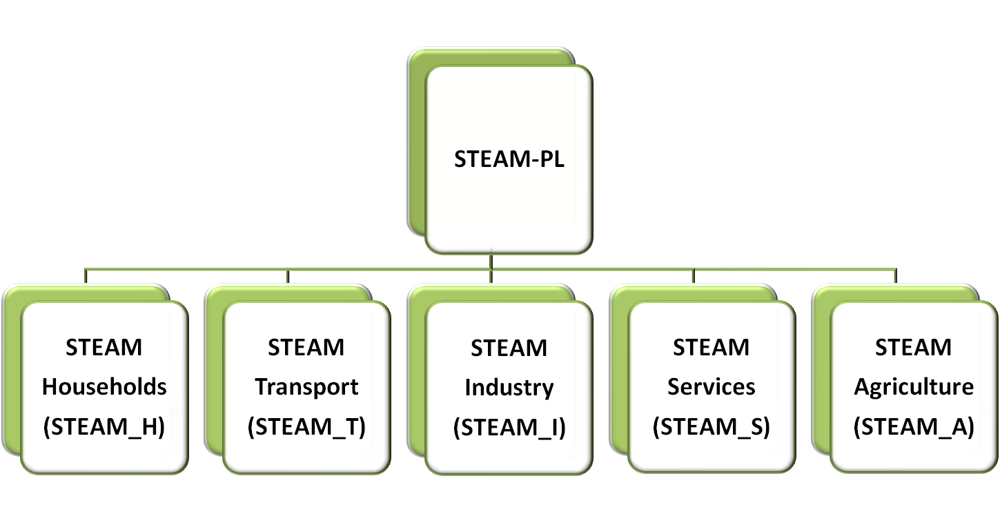 STEAM-PL
STEAM
Households
(STEAM_H)
STEAM
Transport
(STEAM_T)
STEAM
Industry
(STEAM_I)
STEAM
Services
(STEAM_S)
STEAM
Agriculture
(STEAM_A)